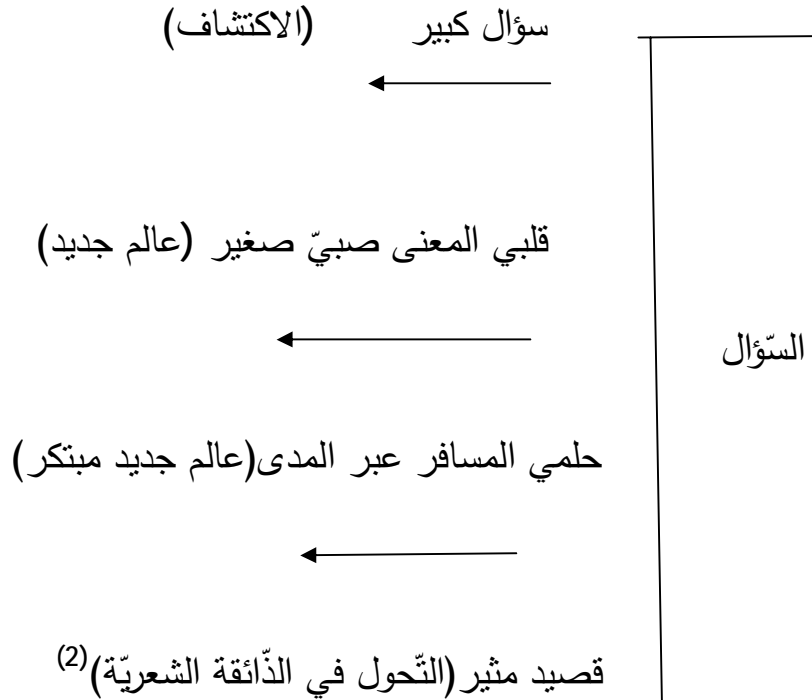 سؤال كبير (الاكتشاف)
قلبي المعنى صبيّ صغير (عالم جديد)
السّؤال
حلمي المسافر عبر المدى(عالم جديد مبتكر)
قصيد مثير(التّحول في الذّائقة الشعريّة)(2)